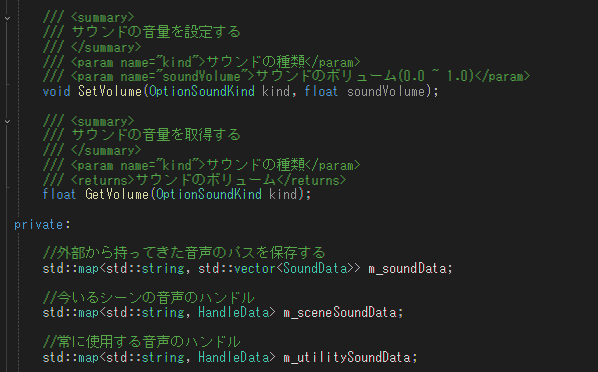 /// <summary>
/// サウンドの音量を設定する
/// </summary>
/// <param name="kind">サウンドの種類</param>
/// <param name="soundVolume">サウンドのボリューム(0.0 ~ 1.0)</param>
void SetVolume(OptionSoundKind kind, float soundVolume);
/// <summary>
/// サウンドの音量を取得する
/// </summary>
/// <param name="kind">サウンドの種類</param>
/// <returns>サウンドのボリューム</returns>
float GetVolume(OptionSoundKind kind);
private:
//外部から持ってきた音声のパスを保存する
std::map<std::string, std::vector<SoundData>> m_soundData;
//今いるシーンの音声のハンドル
std::map<std::string, HandleData> m_sceneSoundData;
//常に使用する音声のハンドル
std::map<std::string, HandleData> m_utilitySoundData;